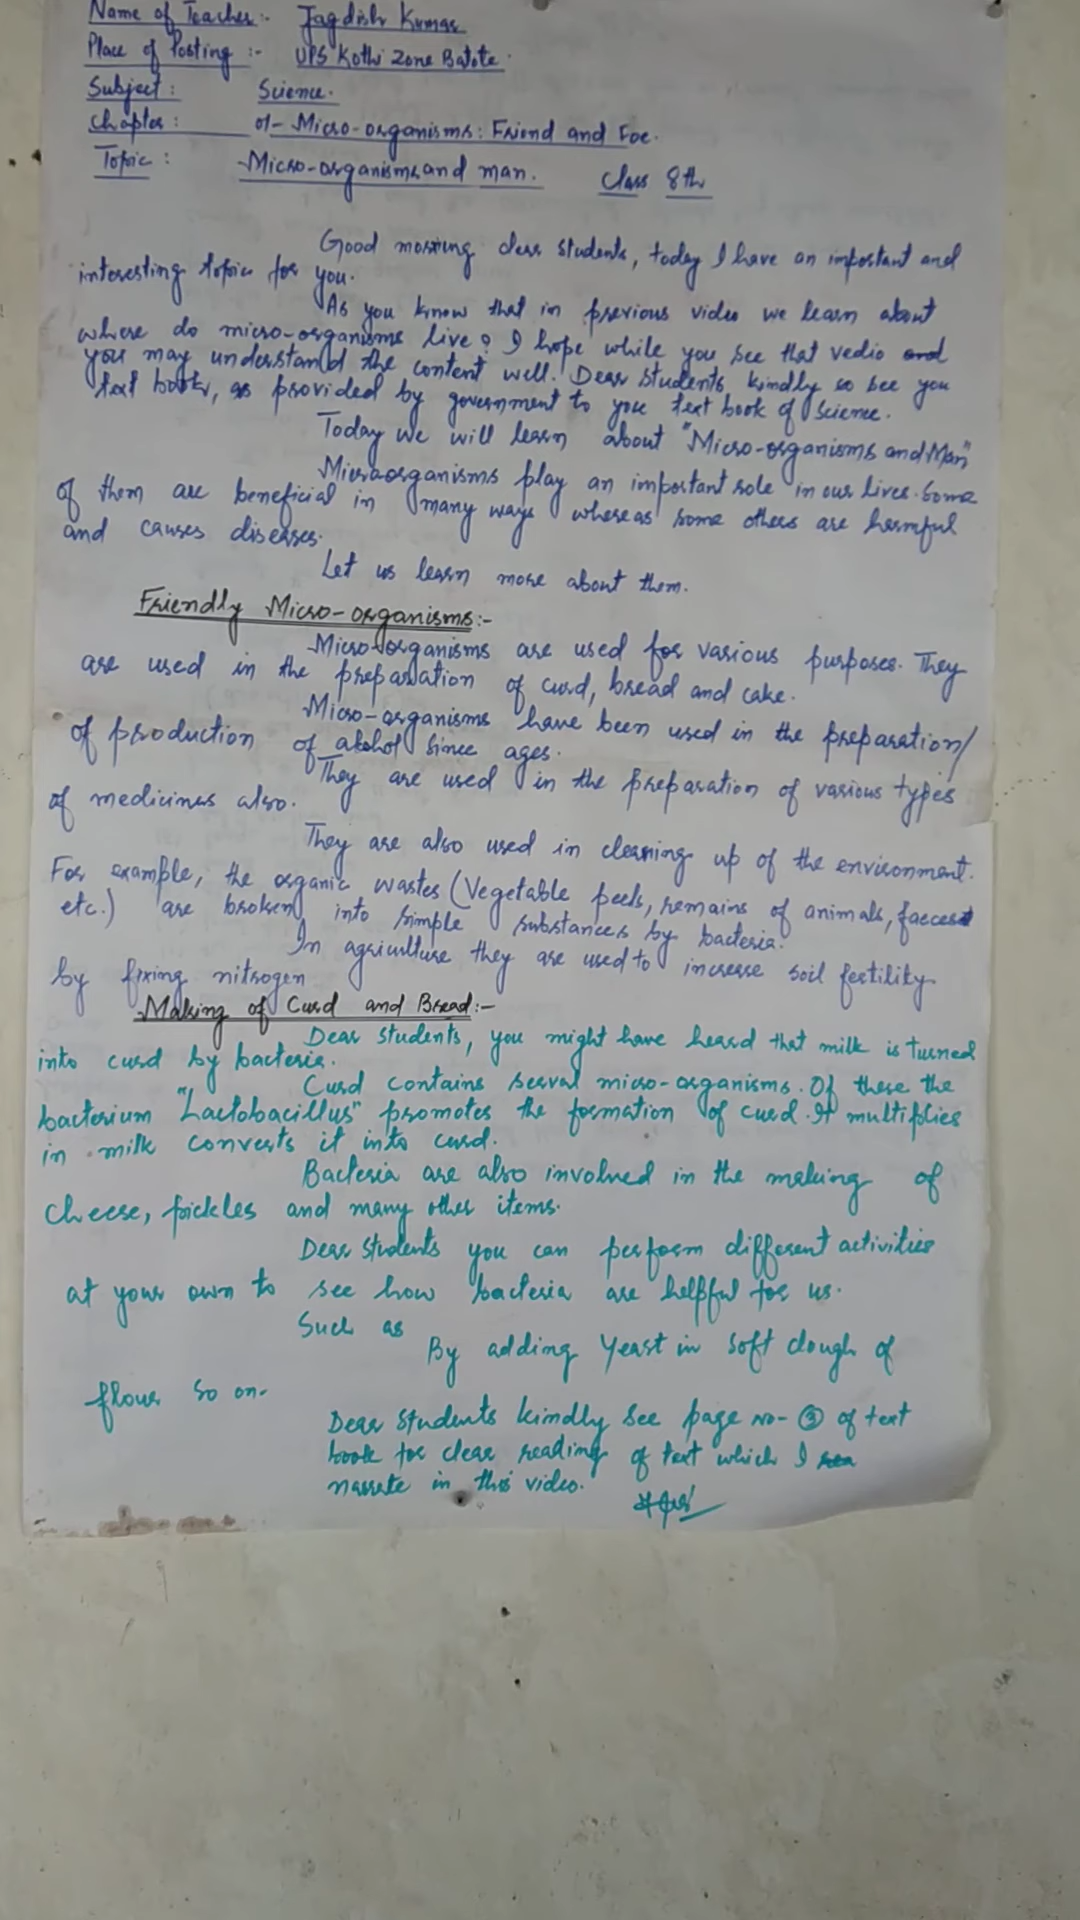 Name of Teacher:- Jagdish Kumar
Place of Posting :- UPS Kothi Zone Batote.
Subject : Science.
Chapter : 01- Micro-organisms: Friend and Foe.
Topic : Micro-organisms and man. Class 8th
Good morning dear students, today I have an important and
interesting topic for you.
As you know that in previous video we learn about
where do micro-organisms live? I hope while you see that vedio and
you may understand the content well. Dear students kindly so see you
text book, as provided by government to you text book of Science.
Today we will learn about "Micro-organisms and Man"
Microorganisms play an important role in our lives. Some
of them are beneficial in many ways whereas some others are harmful
and causes diseases.
Let us learn more about them.
Friendly Micro-organisms:-
Micro-organisms are used for various purposes. They
are used in the preparation of curd, bread and cake.
Micro-organisms have been used in the preparation/
of production of alcohol since ages.
They are used in the preparation of various types
of medicines also.
They are also used in cleaning up of the environment.
For example, the organic wastes (Vegetable peels, remains of animals, faeces
etc.) are broken into simple substances by bacteria.
In agriculture they are used to increase soil fertility
by fixing nitrogen
Making of Curd and Bread:-
Dear students, you might have heard that milk is turned
into curd by bacteria.
Curd contains serval micro-organisms. Of these the
bacterium "Lactobacillus" promotes the formation of curd. It multiplies
in milk converts it into curd.
Bacteria are also involved in the making of
cheese, pickles and many other items.
Dear Students you can perform different activities
at your own to see how bacteria are helpful for us.
Such as
By adding Yeast in soft dough of
flour so on-
Dear Students kindly see page no- 3 of text
book for clear reading of text which I
narrate in this video.